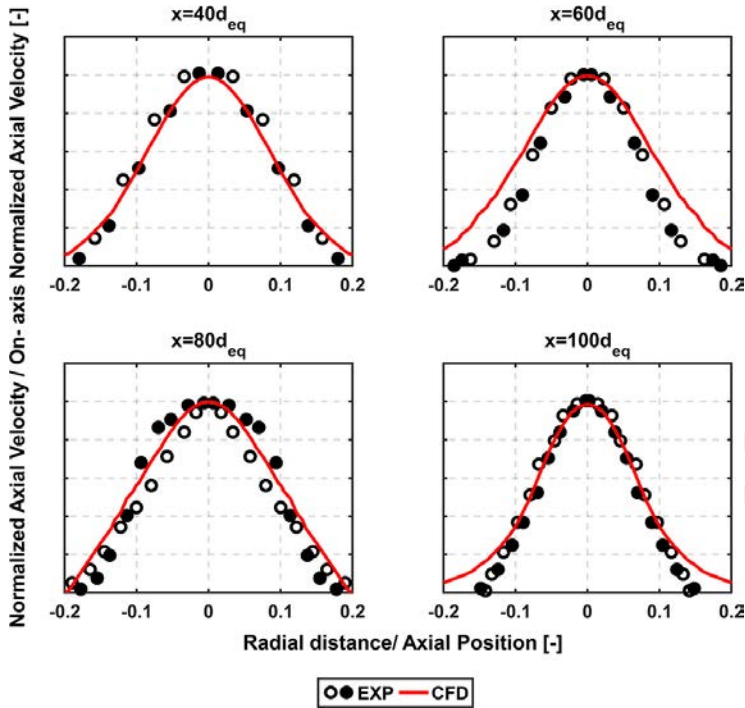 Normalized Axial Velocity / On- axis Normalized Axial Velocity [-]
x=40d_eq
-0.2 -0.1 0 0.1 0.2
x=60d_eq
-0.2 -0.1 0 0.1 0.2
x=80d_eq
-0.2 -0.1 0 0.1 0.2
x=100d_eq
-0.2 -0.1 0 0.1 0.2
Radial distance/ Axial Position [-]
EXP CFD